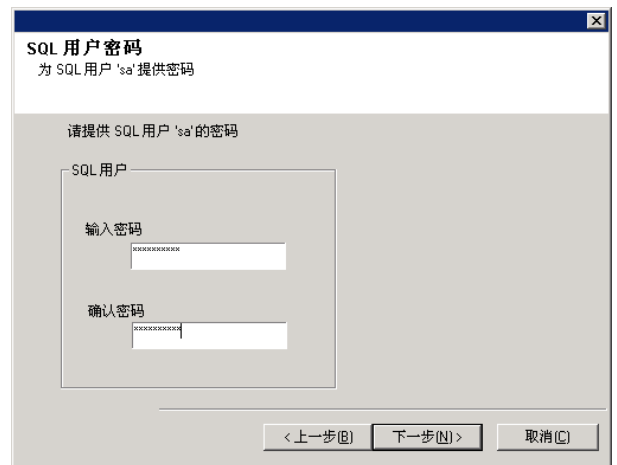 SQL 用户密码
为 SQL 用户 'sa' 提供密码
请提供 SQL 用户 'sa' 的密码
SQL 用户
输入密码
xxxxxxxxxx
确认密码
xxxxxxxxxx
<上一步(B) 下一步(N)> 取消(C)